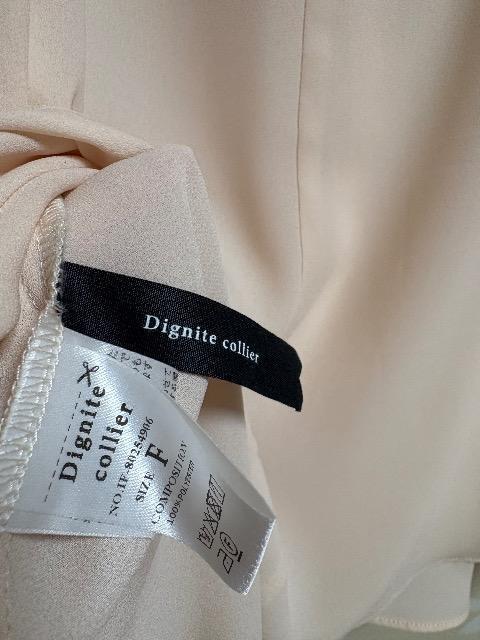 Dignite collier
Dignite
collier
NO.IF-80254906
SIZE F
COMPOSITION
100%POLYESTER